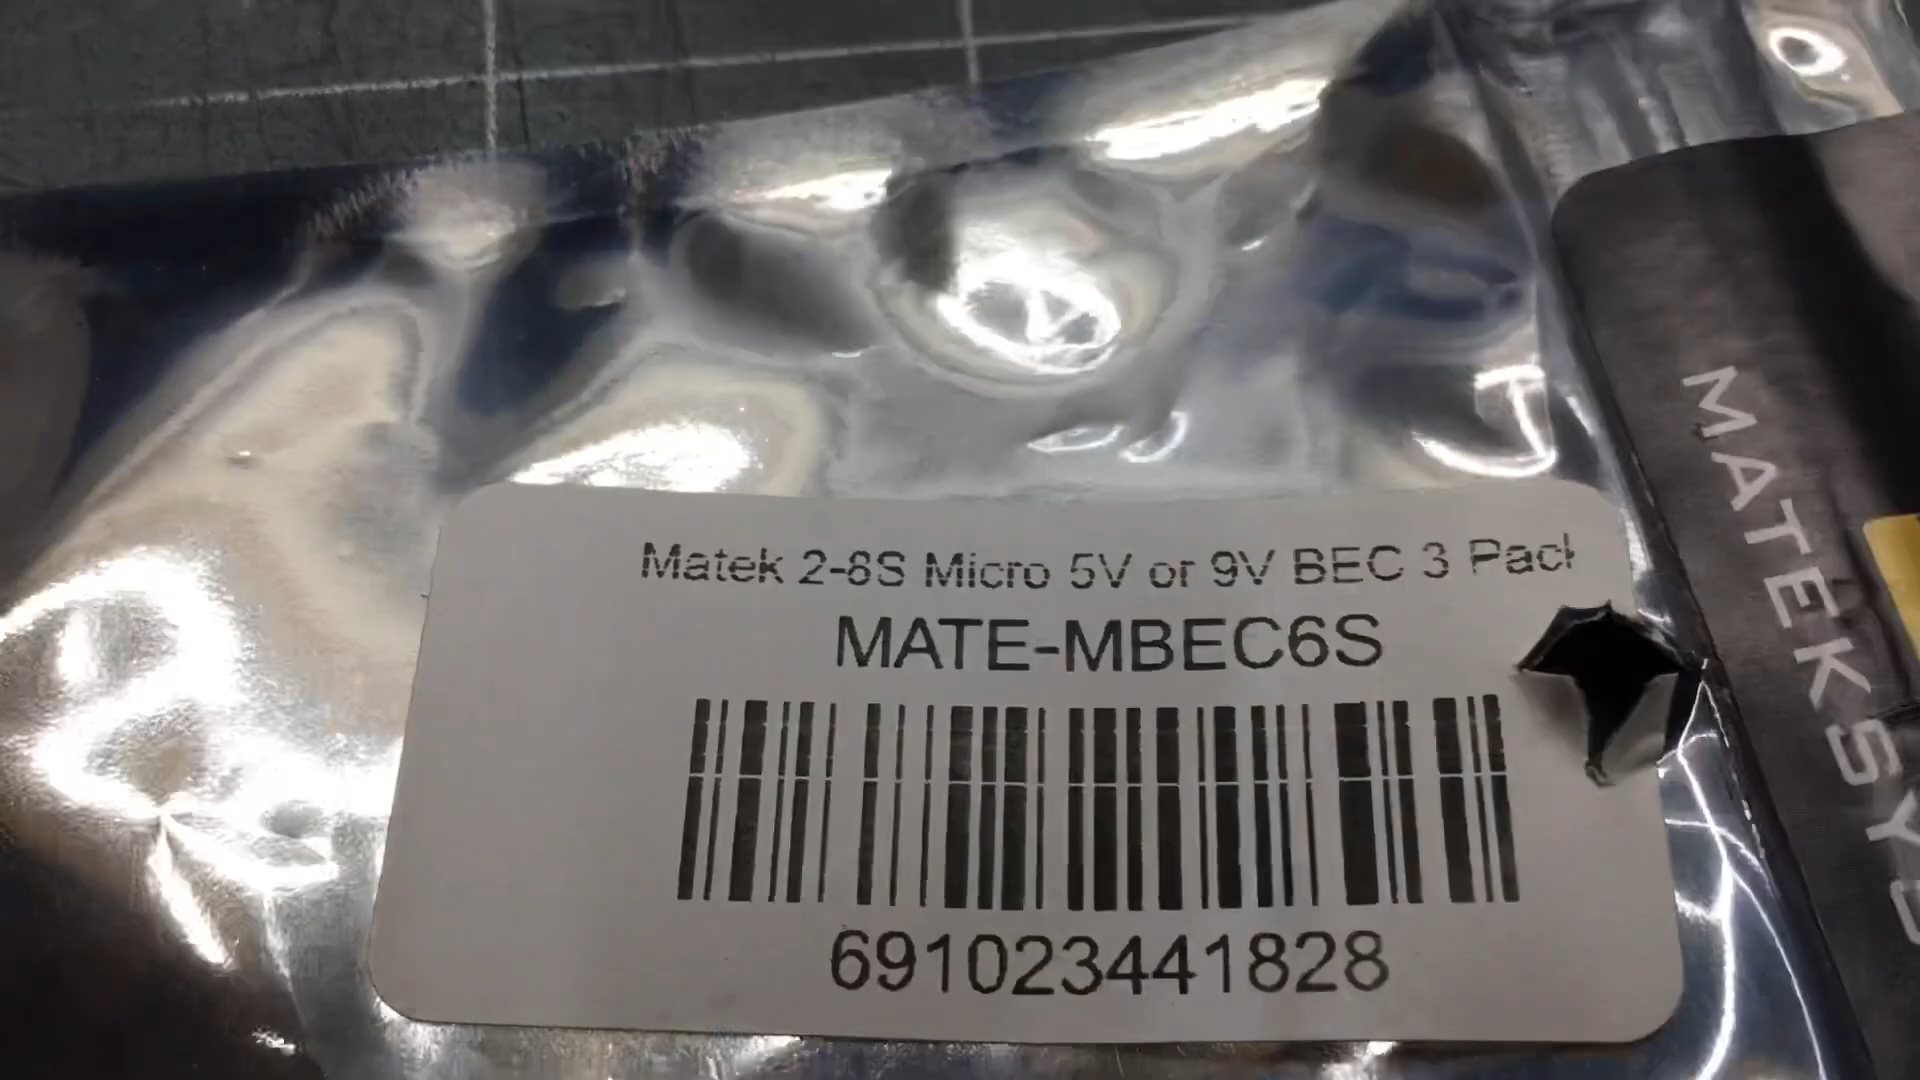 Matek 2-8S Micro 5V or 9V BEC 3 Pack
MATE-MBEC6S
691023441828
MATEKSYS